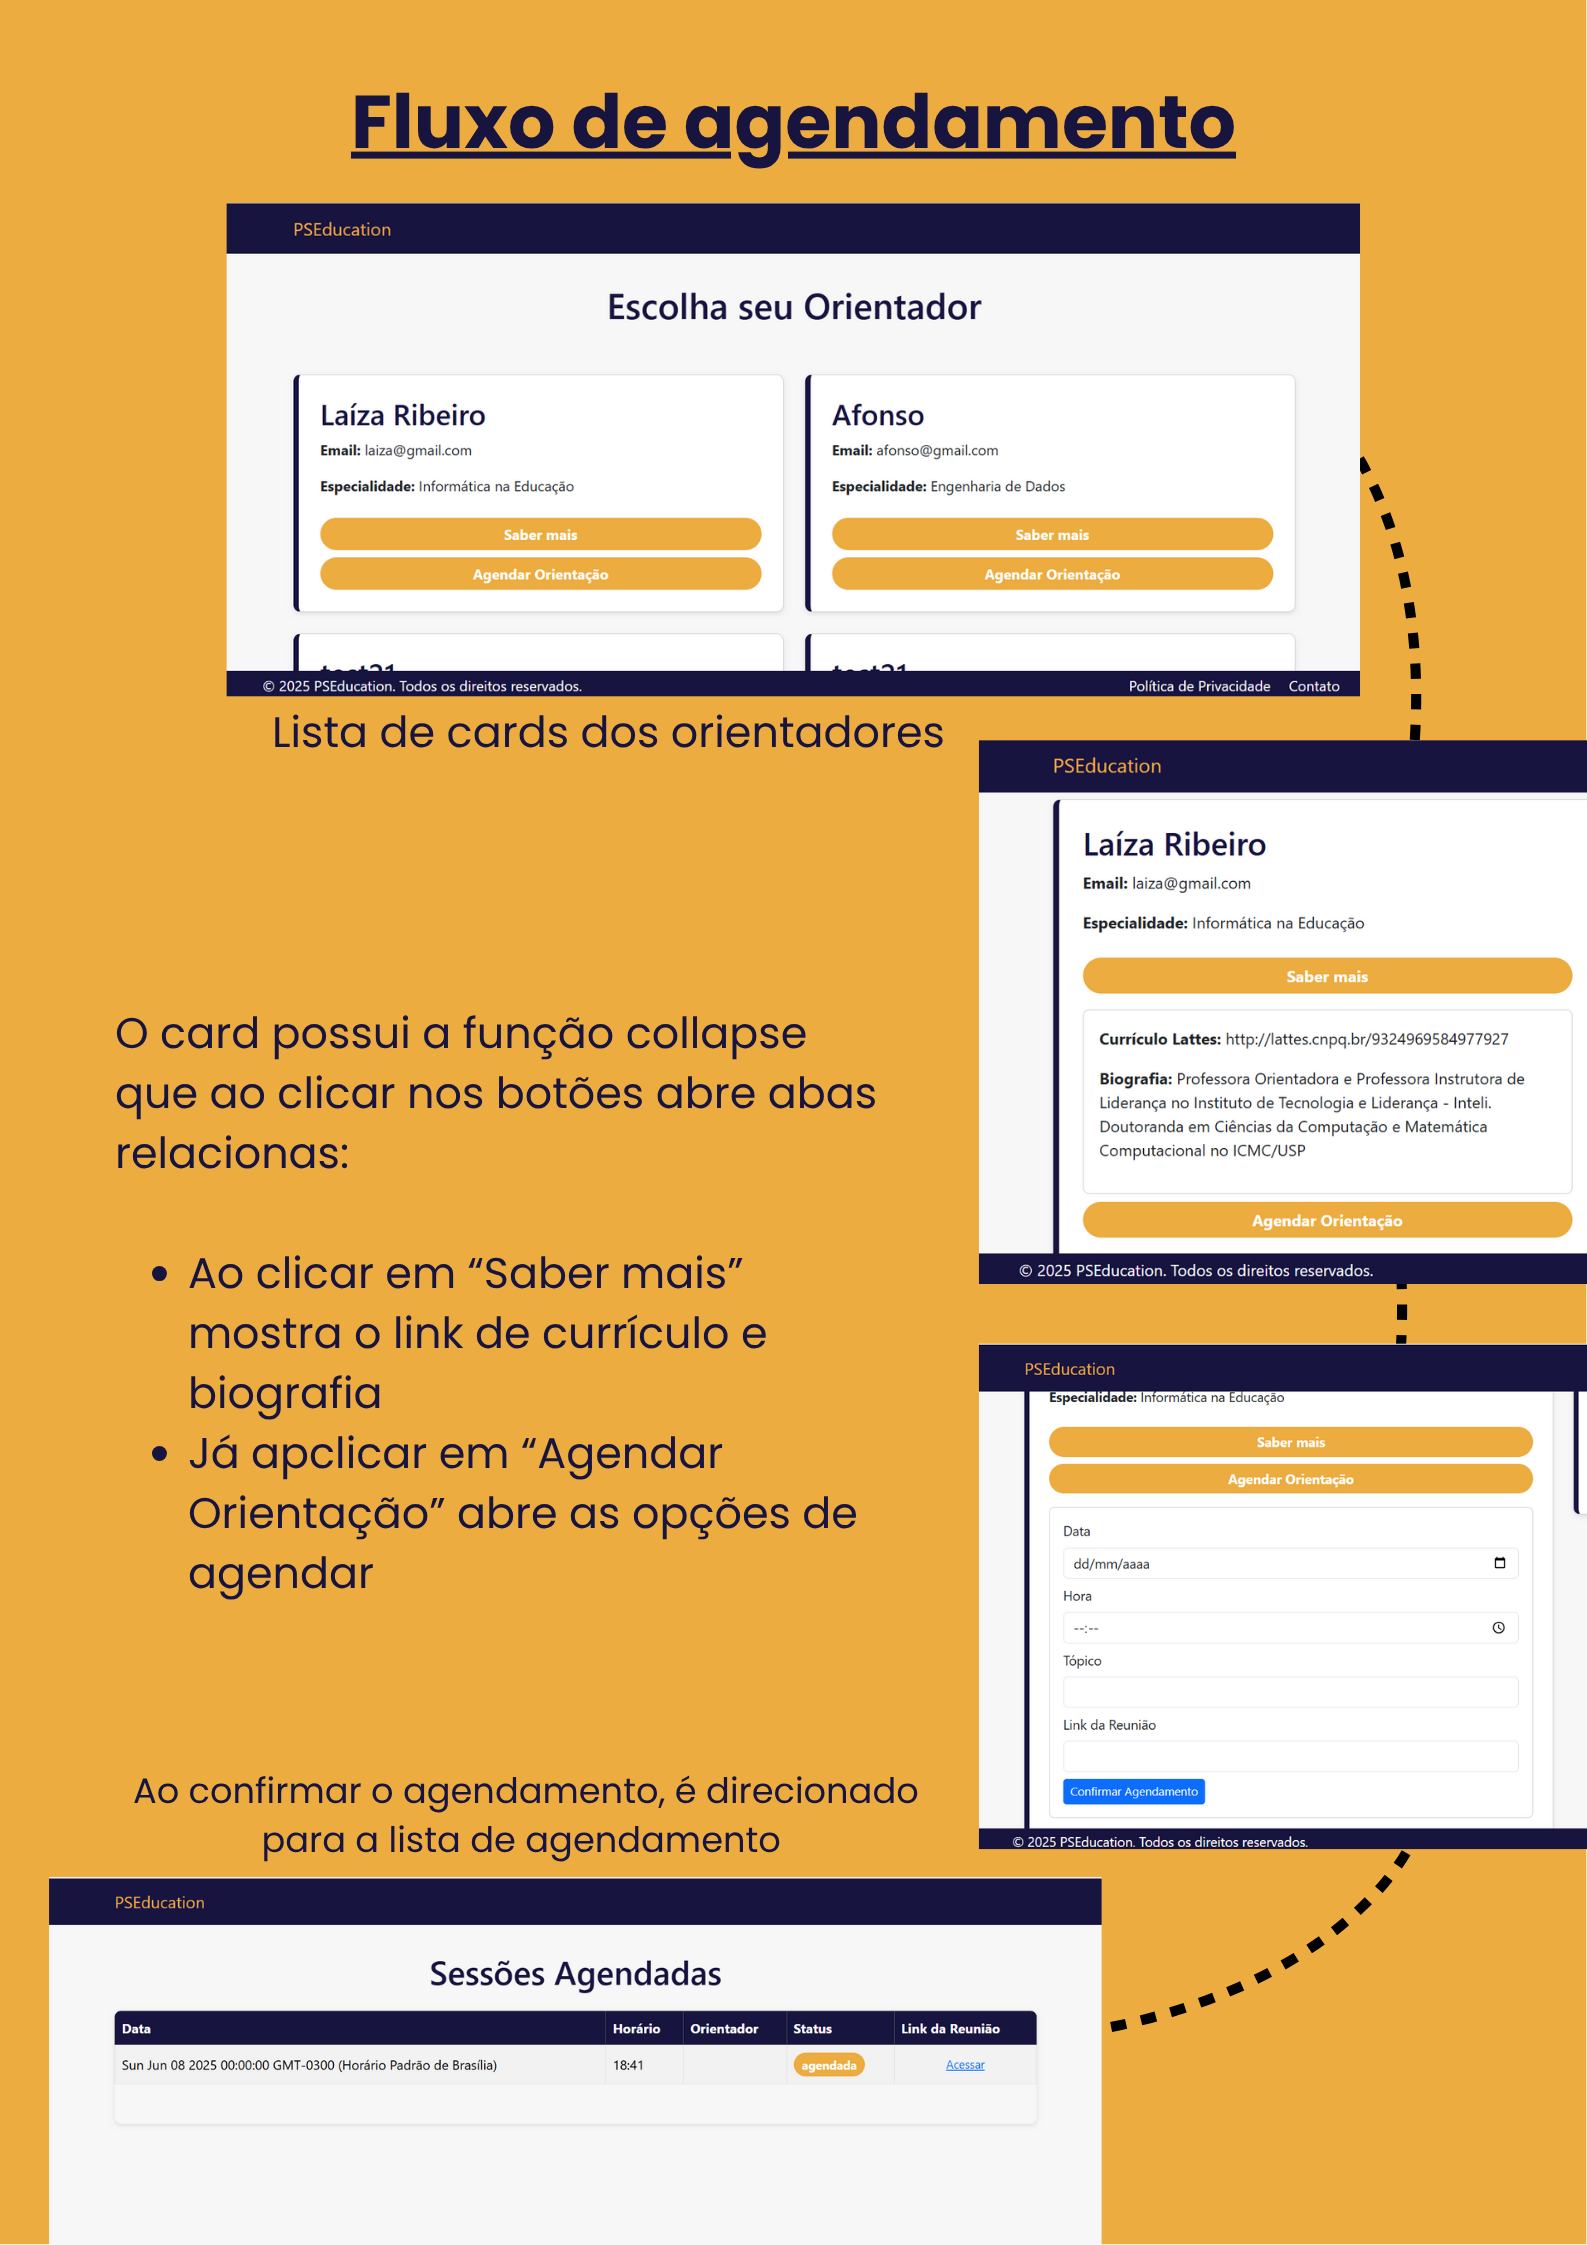 Fluxo de agendamento
PSEducation
Escolha seu Orientador
Laíza Ribeiro
Email: laiza@gmail.com
Especialidade: Informática na Educação
Saber mais
Agendar Orientação
Afonso
Email: afonso@gmail.com
Especialidade: Engenharia de Dados
Saber mais
Agendar Orientação
© 2025 PSEducation. Todos os direitos reservados.
Política de Privacidade Contato
Lista de cards dos orientadores
PSEducation
Laíza Ribeiro
Email: laiza@gmail.com
Especialidade: Informática na Educação
Saber mais
Currículo Lattes: http://lattes.cnpq.br/9324969584977927
Biografia: Professora Orientadora e Professora Instrutora de
Liderança no Instituto de Tecnologia e Liderança - Inteli.
Doutoranda em Ciências da Computação e Matemática
Computacional no ICMC/USP
Agendar Orientação
© 2025 PSEducation. Todos os direitos reservados.
O card possui a função collapse
que ao clicar nos botões abre abas
relacionas:
• Ao clicar em “Saber mais”
mostra o link de currículo e
biografia
• Já apclicar em “Agendar
Orientação” abre as opções de
agendar
PSEducation
Especialidade: Informática na Educação
Saber mais
Agendar Orientação
Data
dd/mm/aaaa
Hora
--:--
Tópico
Link da Reunião
Confirmar Agendamento
© 2025 PSEducation. Todos os direitos reservados.
Ao confirmar o agendamento, é direcionado
para a lista de agendamento
PSEducation
Sessões Agendadas
Data Horário Orientador Status Link da Reunião
Sun Jun 08 2025 00:00:00 GMT-0300 (Horário Padrão de Brasília) 18:41 agendada Acessar